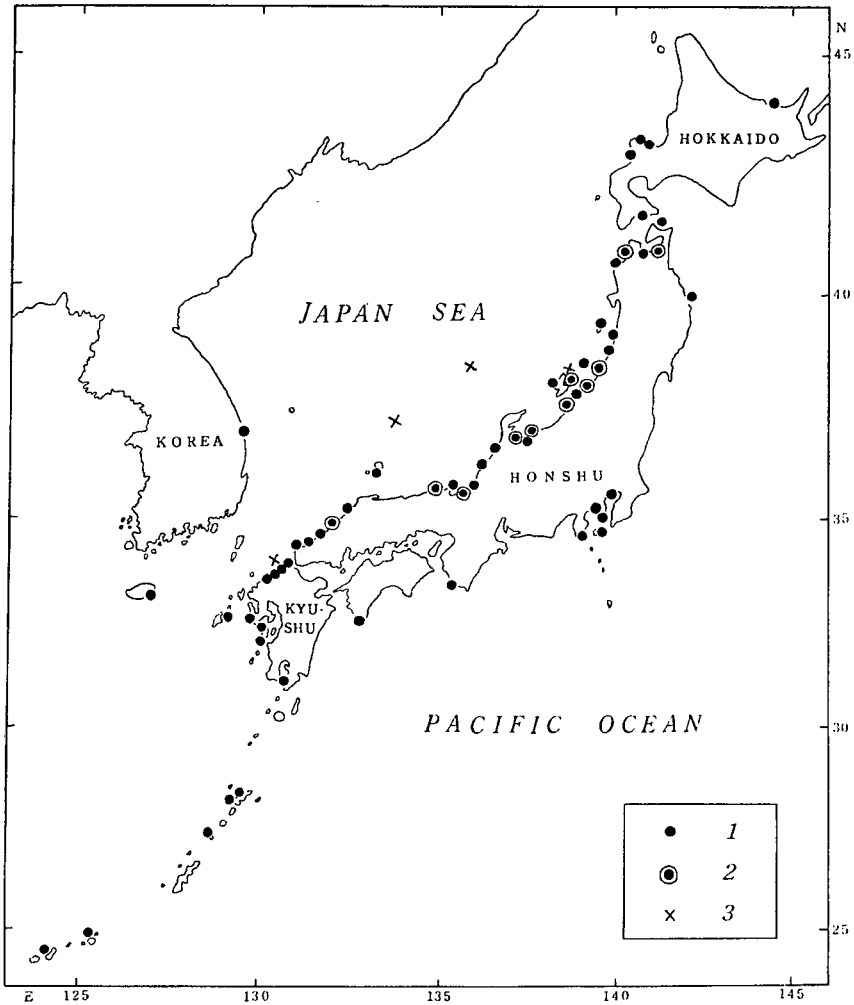 N
45
HOKKAIDO
40
JAPAN SEA
KOREA
HONSHU
35
KYU-
SHU
30
PACIFIC OCEAN
1
2
3
25
E 125 130 135 140 145